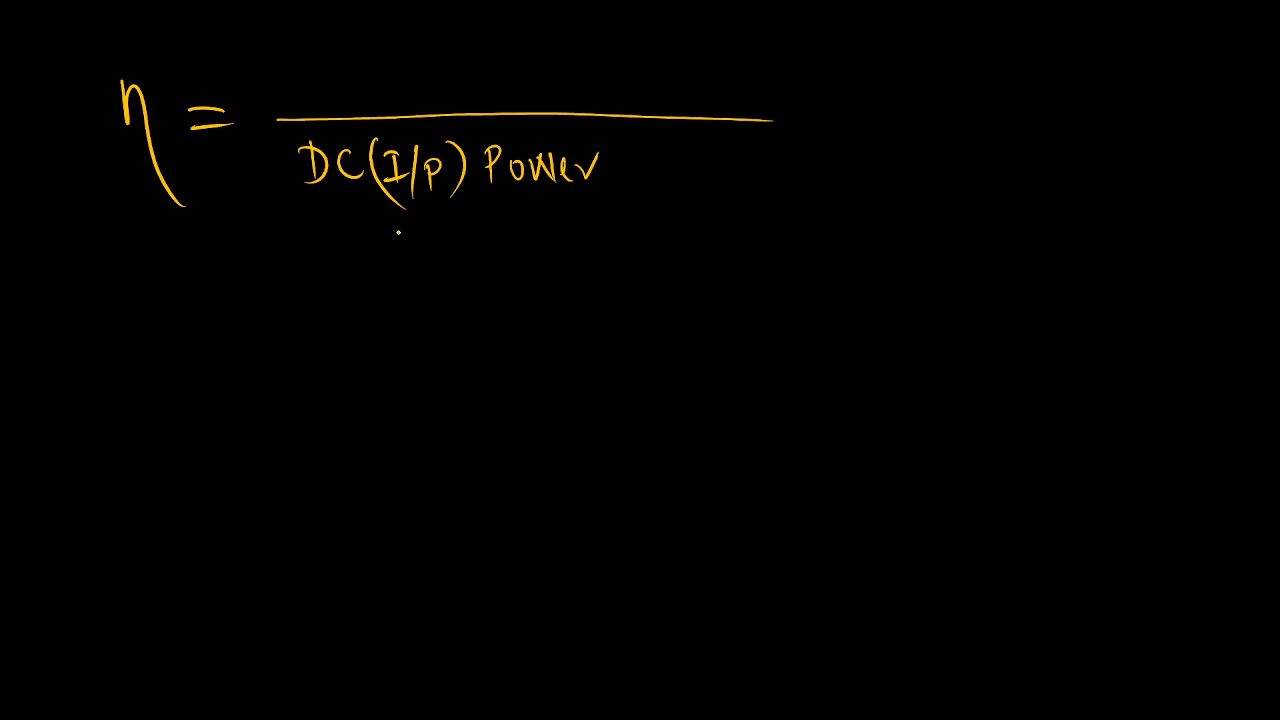 η =
DC(I/p) Power